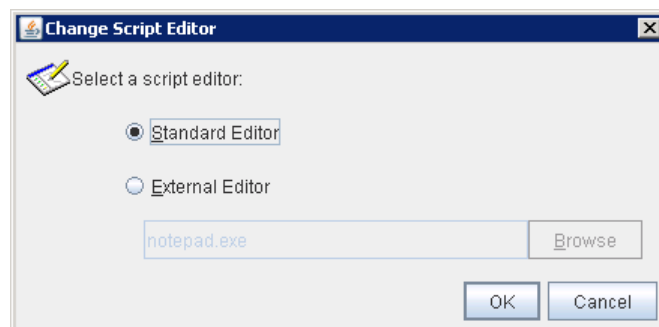 Change Script Editor
Select a script editor:
Standard Editor
External Editor
notepad.exe Browse
OK Cancel